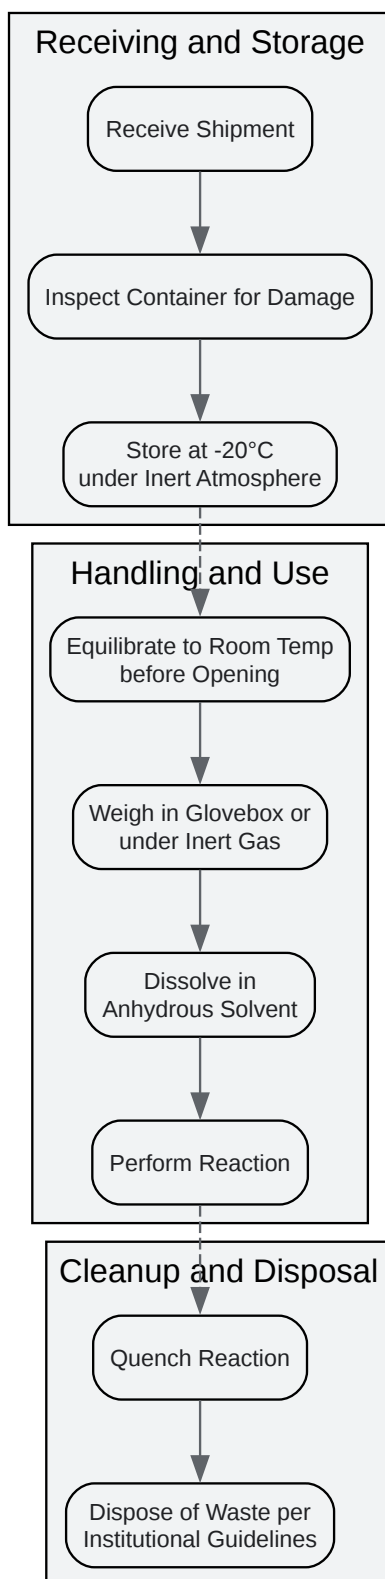 Receiving and Storage
Receive Shipment
Inspect Container for Damage
Store at -20°C
under Inert Atmosphere
Handling and Use
Equilibrate to Room Temp
before Opening
Weigh in Glovebox or
under Inert Gas
Dissolve in
Anhydrous Solvent
Perform Reaction
Cleanup and Disposal
Quench Reaction
Dispose of Waste per
Institutional Guidelines